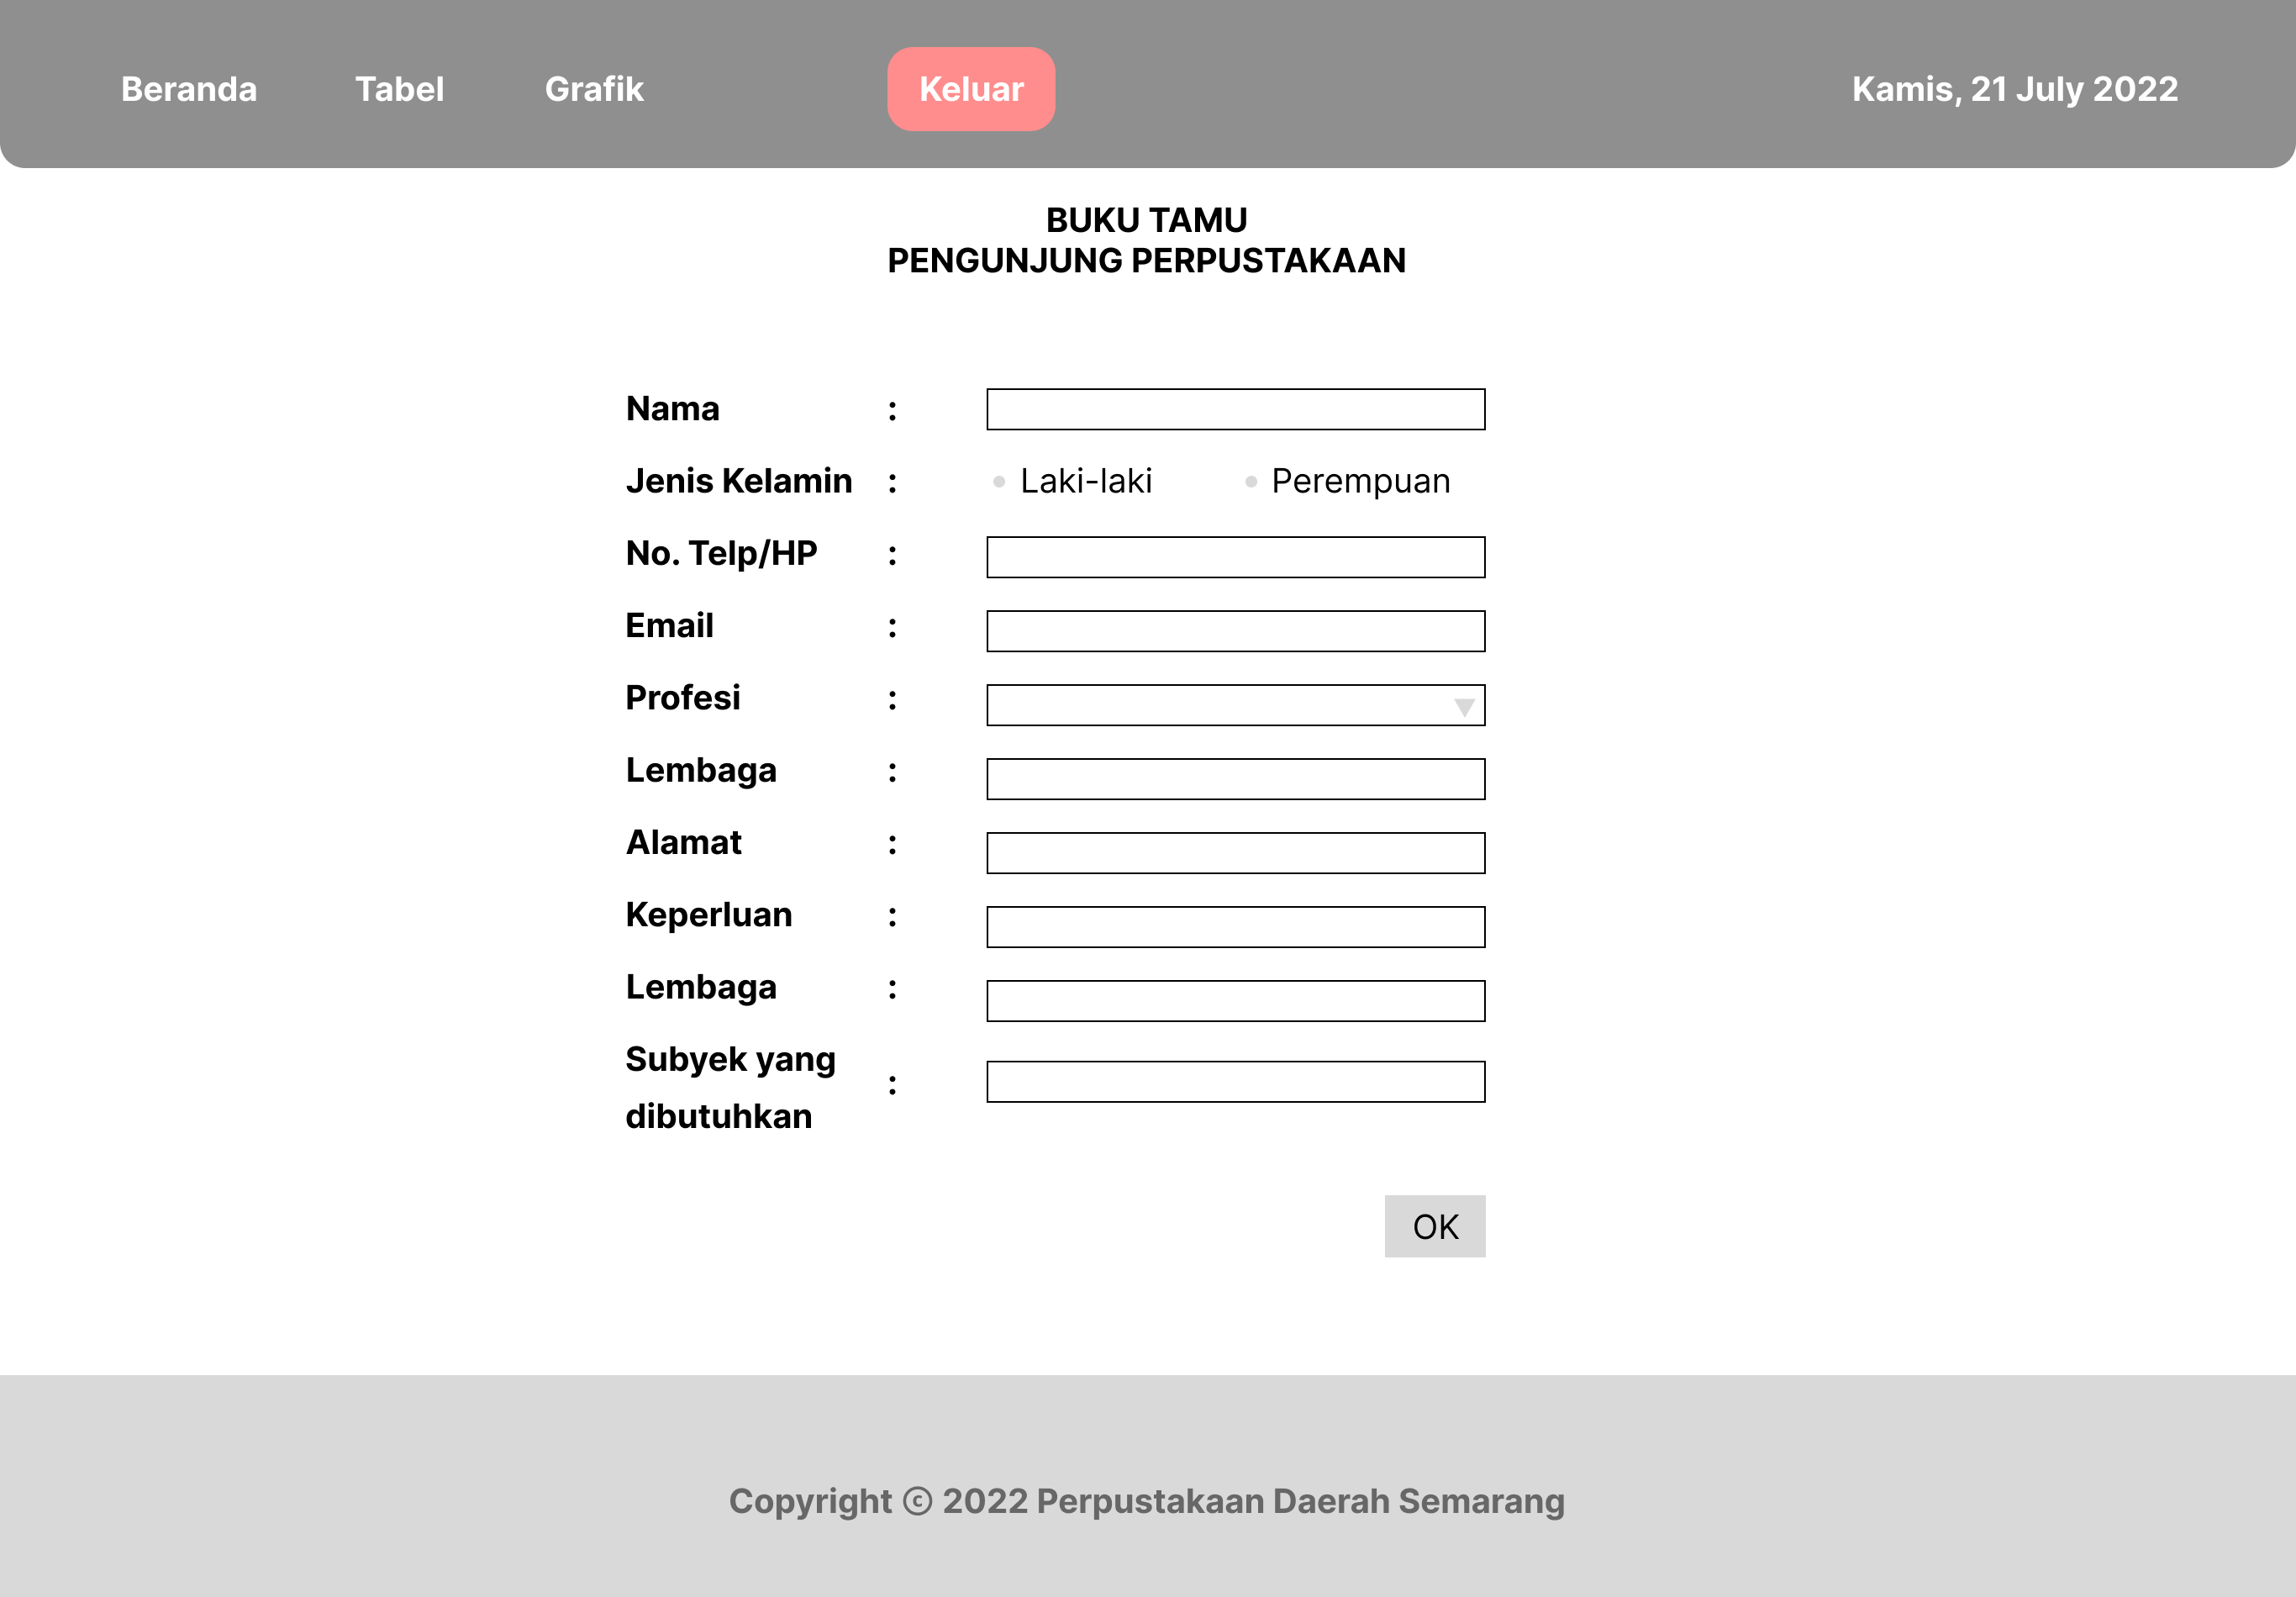 Beranda Tabel Grafik Keluar Kamis, 21 July 2022
BUKU TAMU
PENGUNJUNG PERPUSTAKAAN
Nama :
Jenis Kelamin : Laki-laki Perempuan
No. Telp/HP :
Email :
Profesi :
Lembaga :
Alamat :
Keperluan :
Lembaga :
Subyek yang
dibutuhkan :
OK
Copyright © 2022 Perpustakaan Daerah Semarang